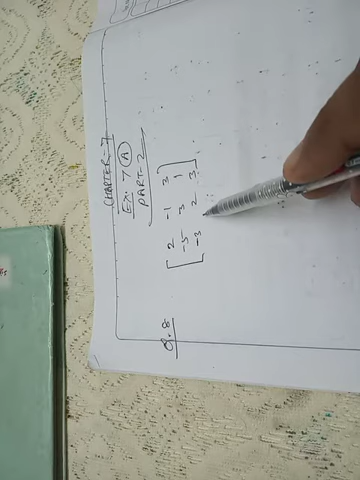 CHAPTER-7
EX. 7 A
PART-2
Q.8
2 -1 3
-5 3 1
-3 2 3